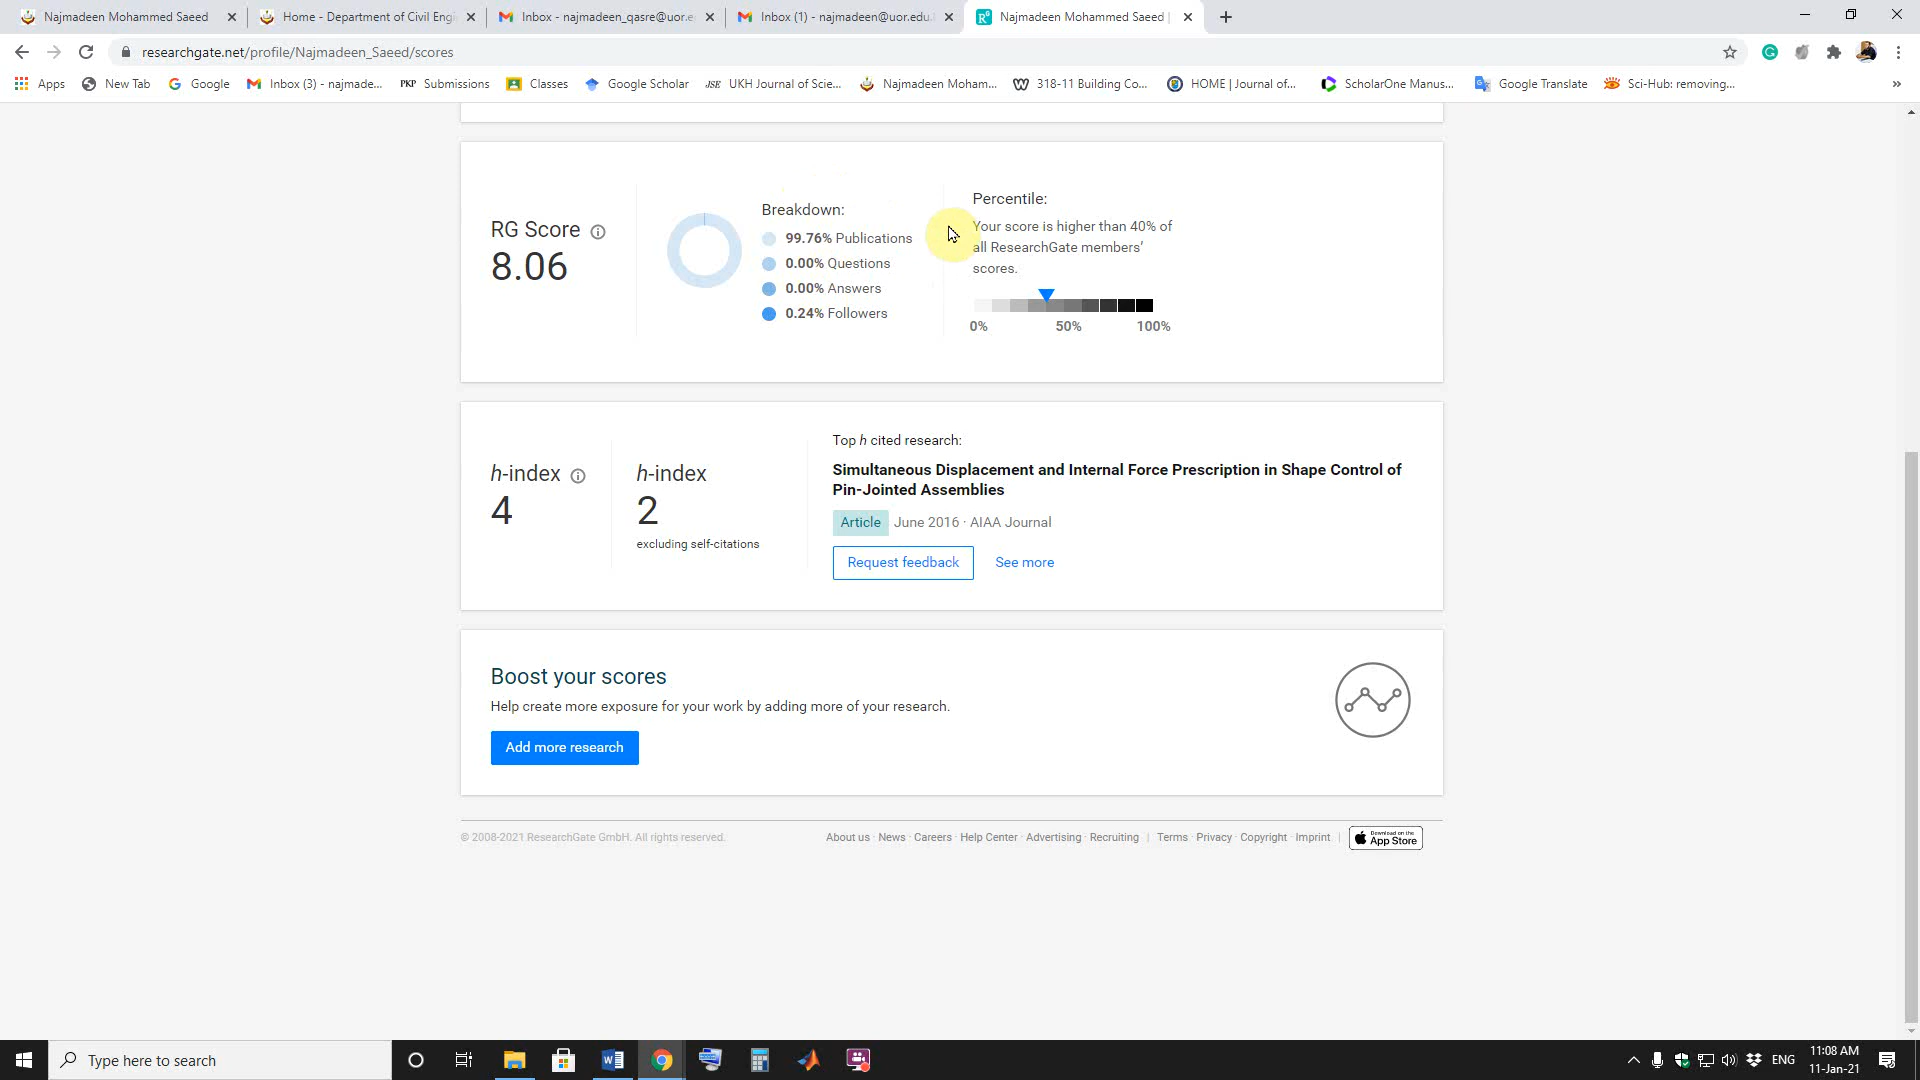 Najmadeen Mohammed Saeed
Home - Department of Civil Engi
Inbox - najmadeen_qasre@uor.e
Inbox (1) - najmadeen@uor.edu.
Najmadeen Mohammed Saeed |
researchgate.net/profile/Najmadeen_Saeed/scores
Apps
New Tab
Google
Inbox (3) - najmade...
PKP Submissions
Classes
Google Scholar
JSE UKH Journal of Scie...
Najmadeen Moham...
318-11 Building Co...
HOME | Journal of...
ScholarOne Manus...
Google Translate
Sci-Hub: removing...
»
RG Score
8.06
Breakdown:
99.76% Publications
0.00% Questions
0.00% Answers
0.24% Followers
Percentile:
Your score is higher than 40% of
all ResearchGate members'
scores.
0% 50% 100%
h-index
4
h-index
2
excluding self-citations
Top h cited research:
Simultaneous Displacement and Internal Force Prescription in Shape Control of
Pin-Jointed Assemblies
Article June 2016 · AIAA Journal
Request feedback See more
Boost your scores
Help create more exposure for your work by adding more of your research.
Add more research
© 2008-2021 ResearchGate GmbH. All rights reserved.
About us · News · Careers · Help Center · Advertising · Recruiting | Terms · Privacy · Copyright · Imprint |
Download on the
App Store
Type here to search
ENG
11:08 AM
11-Jan-21